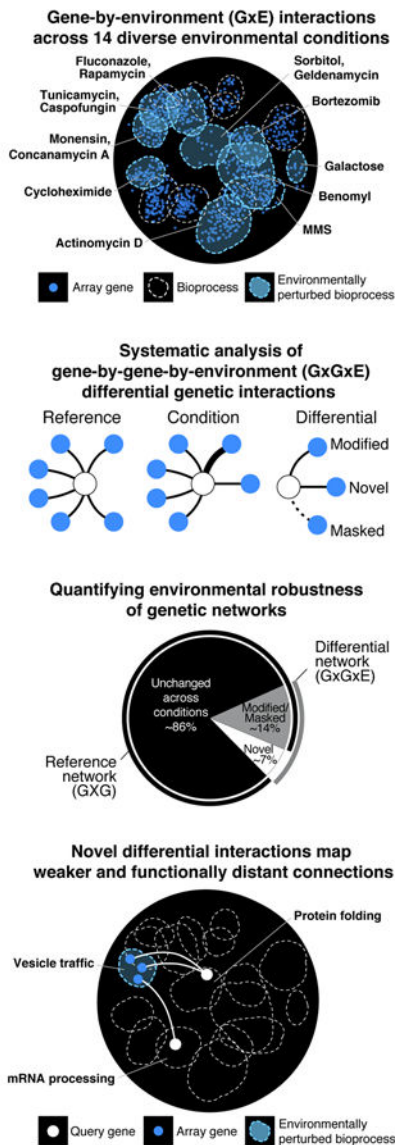 Gene-by-environment (GxE) interactions
across 14 diverse environmental conditions
Fluconazole,
Rapamycin
Sorbitol,
Geldenamycin
Tunicamycin,
Caspofungin
Bortezomib
Monensin,
Concanamycin A
Galactose
Cycloheximide
Benomyl
MMS
Actinomycin D
Array gene
Bioprocess
Environmentally
perturbed bioprocess
Systematic analysis of
gene-by-gene-by-environment (GxGxE)
differential genetic interactions
Reference
Condition
Differential
Modified
Novel
Masked
Quantifying environmental robustness
of genetic networks
Differential
network
(GxGxE)
Unchanged
across
conditions
~86%
Modified/
Masked
~14%
Novel
~7%
Reference
network
(GXG)
Novel differential interactions map
weaker and functionally distant connections
Protein folding
Vesicle traffic
mRNA processing
Query gene
Array gene
Environmentally
perturbed bioprocess